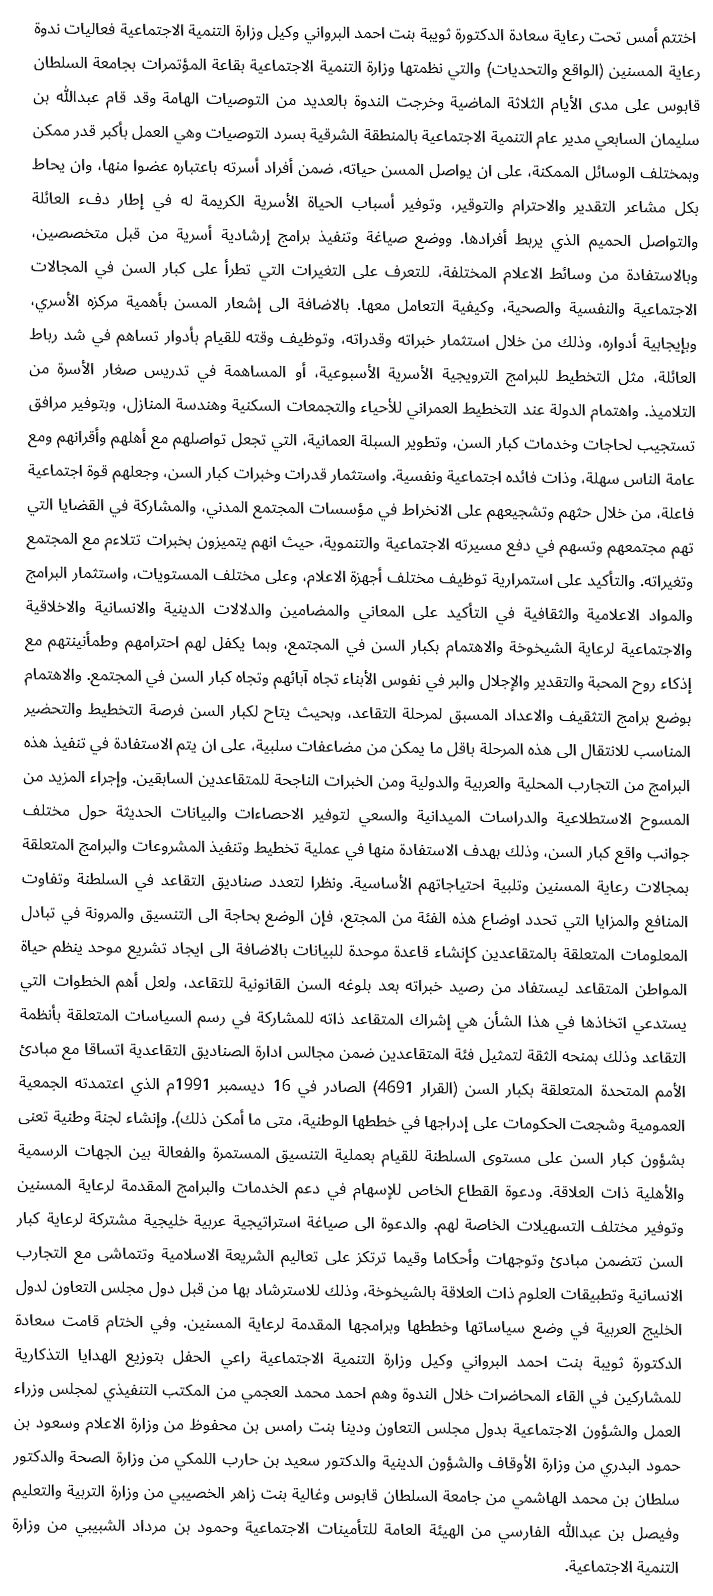 اختتم أمس تحت رعاية سعادة الدكتورة ثويبة بنت احمد البرواني وكيل وزارة التنمية الاجتماعية فعاليات ندوة
رعاية المسنين (الواقع والتحديات) والتي نظمتها وزارة التنمية الاجتماعية بقاعة المؤتمرات بجامعة السلطان
قابوس على مدى الأيام الثلاثة الماضية وخرجت الندوة بالعديد من التوصيات الهامة وقد قام عبدالله بن
سليمان السابعي مدير عام التنمية الاجتماعية بالمنطقة الشرقية بسرد التوصيات وهي العمل بأكبر قدر ممكن
وبمختلف الوسائل الممكنة، على ان يواصل المسن حياته، ضمن أفراد أسرته باعتباره عضوا منها، وان يحاط
بكل مشاعر التقدير والاحترام والتوقير، وتوفير أسباب الحياة الأسرية الكريمة له في إطار دفء العائلة
والتواصل الحميم الذي يربط أفرادها. ووضع صياغة وتنفيذ برامج إرشادية أسرية من قبل متخصصين،
وبالاستفادة من وسائط الاعلام المختلفة، للتعرف على التغيرات التي تطرأ على كبار السن في المجالات
الاجتماعية والنفسية والصحية، وكيفية التعامل معها. بالاضافة الى إشعار المسن بأهمية مركزه الأسري،
وبإيجابية أدواره، وذلك من خلال استثمار خبراته وقدراته، وتوظيف وقته للقيام بأدوار تساهم في شد رباط
العائلة، مثل التخطيط للبرامج الترويجية الأسرية الأسبوعية، أو المساهمة في تدريس صغار الأسرة من
التلاميذ. واهتمام الدولة عند التخطيط العمراني للأحياء والتجمعات السكنية وهندسة المنازل، وبتوفير مرافق
تستجيب لحاجات وخدمات كبار السن، وتطوير السبلة العمانية، التي تجعل تواصلهم مع أهلهم وأقرانهم ومع
عامة الناس سهلة، وذات فائده اجتماعية ونفسية. واستثمار قدرات وخبرات كبار السن، وجعلهم قوة اجتماعية
فاعلة، من خلال حثهم وتشجيعهم على الانخراط في مؤسسات المجتمع المدني، والمشاركة في القضايا التي
تهم مجتمعهم وتسهم في دفع مسيرته الاجتماعية والتنموية، حيث انهم يتميزون بخبرات تتلاءم مع المجتمع
وتغيراته. والتأكيد على استمرارية توظيف مختلف أجهزة الاعلام، وعلى مختلف المستويات، واستثمار البرامج
والمواد الاعلامية والثقافية في التأكيد على المعاني والمضامين والدلالات الدينية والانسانية والاخلاقية
والاجتماعية لرعاية الشيخوخة والاهتمام بكبار السن في المجتمع، وبما يكفل لهم احترامهم وطمأنينتهم مع
إذكاء روح المحبة والتقدير والإجلال والبر في نفوس الأبناء تجاه آبائهم وتجاه كبار السن في المجتمع. والاهتمام
بوضع برامج التثقيف والاعداد المسبق لمرحلة التقاعد، وبحيث يتاح لكبار السن فرصة التخطيط والتحضير
المناسب للانتقال الى هذه المرحلة باقل ما يمكن من مضاعفات سلبية، على ان يتم الاستفادة في تنفيذ هذه
البرامج من التجارب المحلية والعربية والدولية ومن الخبرات الناجحة للمتقاعدين السابقين. وإجراء المزيد من
المسوح الاستطلاعية والدراسات الميدانية والسعي لتوفير الاحصاءات والبيانات الحديثة حول مختلف
جوانب واقع كبار السن، وذلك بهدف الاستفادة منها في عملية تخطيط وتنفيذ المشروعات والبرامج المتعلقة
بمجالات رعاية المسنين وتلبية احتياجاتهم الأساسية. ونظرا لتعدد صناديق التقاعد في السلطنة وتفاوت
المنافع والمزايا التي تحدد اوضاع هذه الفئة من المجتع، فإن الوضع بحاجة الى التنسيق والمرونة في تبادل
المعلومات المتعلقة بالمتقاعدين كإنشاء قاعدة موحدة للبيانات بالاضافة الى ايجاد تشريع موحد ينظم حياة
المواطن المتقاعد ليستفاد من رصيد خبراته بعد بلوغه السن القانونية للتقاعد، ولعل أهم الخطوات التي
يستدعي اتخاذها في هذا الشأن هي إشراك المتقاعد ذاته للمشاركة في رسم السياسات المتعلقة بأنظمة
التقاعد وذلك بمنحه الثقة لتمثيل فئة المتقاعدين ضمن مجالس ادارة الصناديق التقاعدية اتساقا مع مبادئ
الأمم المتحدة المتعلقة بكبار السن (القرار 4691) الصادر في 16 ديسمبر 1991م الذي اعتمدته الجمعية
العمومية وشجعت الحكومات على إدراجها في خططها الوطنية، متى ما أمكن ذلك). وإنشاء لجنة وطنية تعنى
بشؤون كبار السن على مستوى السلطنة للقيام بعملية التنسيق المستمرة والفعالة بين الجهات الرسمية
والأهلية ذات العلاقة. ودعوة القطاع الخاص للإسهام في دعم الخدمات والبرامج المقدمة لرعاية المسنين
وتوفير مختلف التسهيلات الخاصة لهم. والدعوة الى صياغة استراتيجية عربية خليجية مشتركة لرعاية كبار
السن تتضمن مبادئ وتوجهات وأحكاما وقيما ترتكز على تعاليم الشريعة الاسلامية وتتماشى مع التجارب
الانسانية وتطبيقات العلوم ذات العلاقة بالشيخوخة، وذلك للاسترشاد بها من قبل دول مجلس التعاون لدول
الخليج العربية في وضع سياساتها وخططها وبرامجها المقدمة لرعاية المسنين. وفي الختام قامت سعادة
الدكتورة ثويبة بنت احمد البرواني وكيل وزارة التنمية الاجتماعية راعي الحفل بتوزيع الهدايا التذكارية
للمشاركين في القاء المحاضرات خلال الندوة وهم احمد محمد العجمي من المكتب التنفيذي لمجلس وزراء
العمل والشؤون الاجتماعية بدول مجلس التعاون ودينا بنت رامس بن محفوظ من وزارة الاعلام وسعود بن
حمود البدري من وزارة الأوقاف والشؤون الدينية والدكتور سعيد بن حارب اللمكي من وزارة الصحة والدكتور
سلطان بن محمد الهاشمي من جامعة السلطان قابوس وغالية بنت زاهر الخصيبي من وزارة التربية والتعليم
وفيصل بن عبدالله الفارسي من الهيئة العامة للتأمينات الاجتماعية وحمود بن مرداد الشبيبي من وزارة
التنمية الاجتماعية.